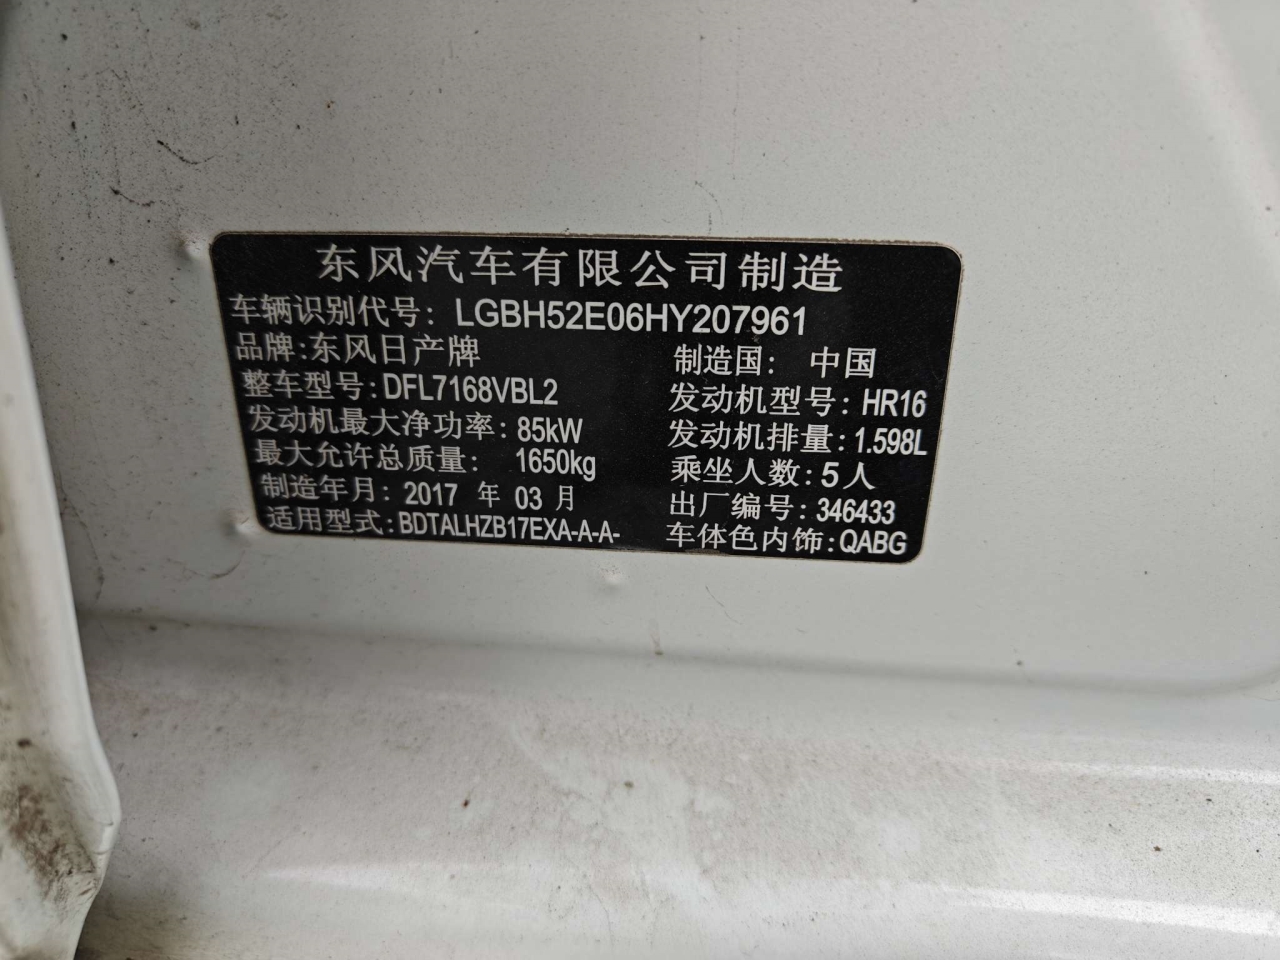 东风汽车有限公司制造
车辆识别代号: LGBH52E06HY207961
品牌:东风日产牌 制造国: 中国
整车型号:DFL7168VBL2 发动机型号: HR16
发动机最大净功率: 85kW 发动机排量: 1.598L
最大允许总质量: 1650kg 乘坐人数: 5人
制造年月: 2017 年 03 月 出厂编号: 346433
适用型式: BDTALHZB17EXA-A-A- 车体色内饰: QABG